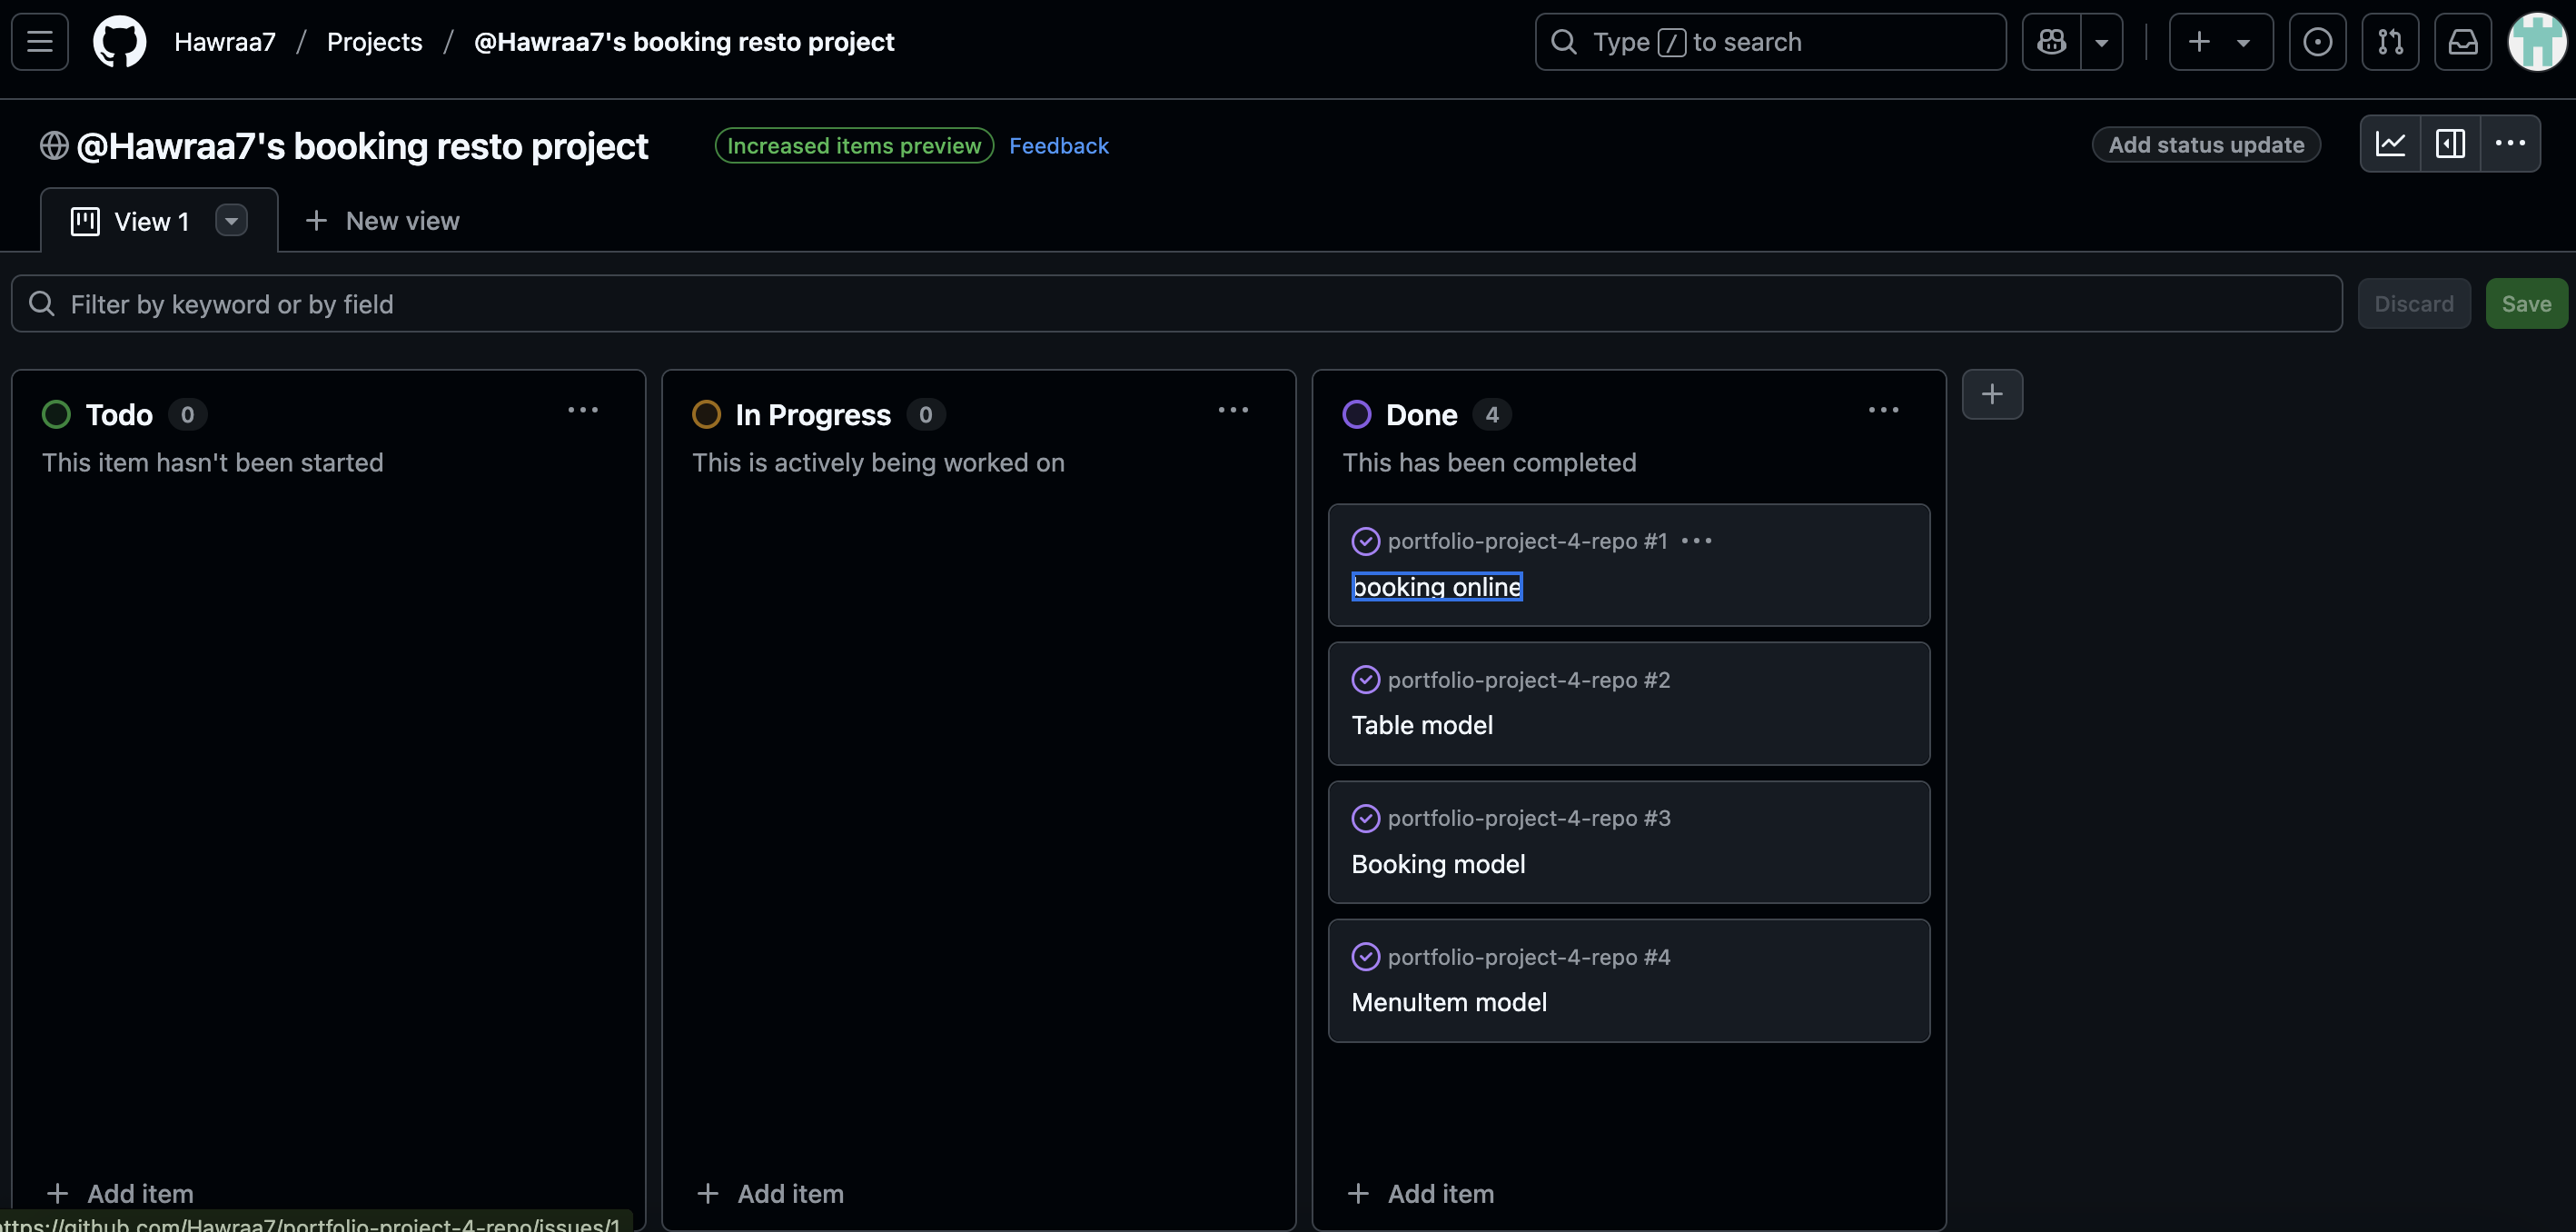 Hawraa7 / Projects / @Hawraa7's booking resto project
Type / to search
@Hawraa7's booking resto project
Increased items preview
Feedback
Add status update
View 1
New view
Filter by keyword or by field
Discard
Save
Todo 0
This item hasn't been started
Add item
In Progress 0
This is actively being worked on
Add item
Done 4
This has been completed
portfolio-project-4-repo #1
booking online
portfolio-project-4-repo #2
Table model
portfolio-project-4-repo #3
Booking model
portfolio-project-4-repo #4
MenuItem model
Add item
ttps://github.com/Hawraa7/portfolio-project-4-repo/issues/1